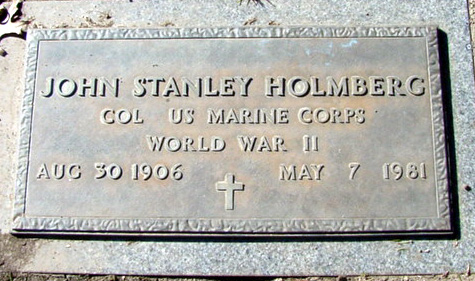 JOHN STANLEY HOLMBERG
COL US MARINE CORPS
WORLD WAR II
AUG 30 1906 MAY 7 1981